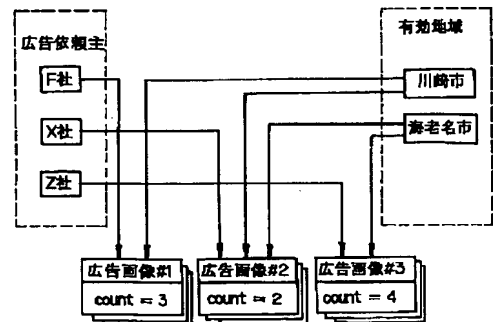 広告依頼主
F社
X社
Z社
有効地域
川崎市
海老名市
広告画像#1
count = 3
広告画像#2
count = 2
広告画像#3
count = 4